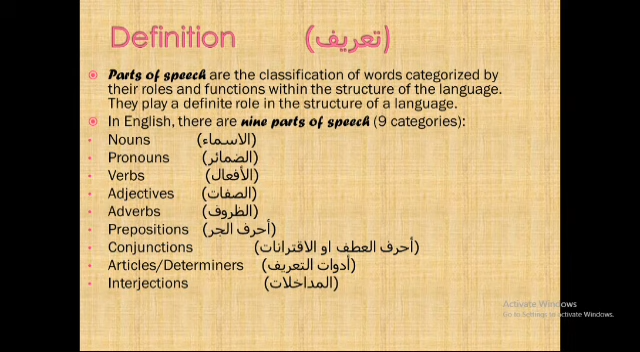 Definition (تعريف)
Parts of speech are the classification of words categorized by
their roles and functions within the structure of the language.
They play a definite role in the structure of a language.
In English, there are nine parts of speech (9 categories):
Nouns (الاسماء)
Pronouns (الضمائر)
Verbs (الأفعال)
Adjectives (الصفات)
Adverbs (الظروف)
Prepositions (أحرف الجر)
Conjunctions (أحرف العطف او الاقترانات)
Articles/Determiners (أدوات التعريف)
Interjections (المداخلات)
Activate Windows
Go to Settings to activate Windows.